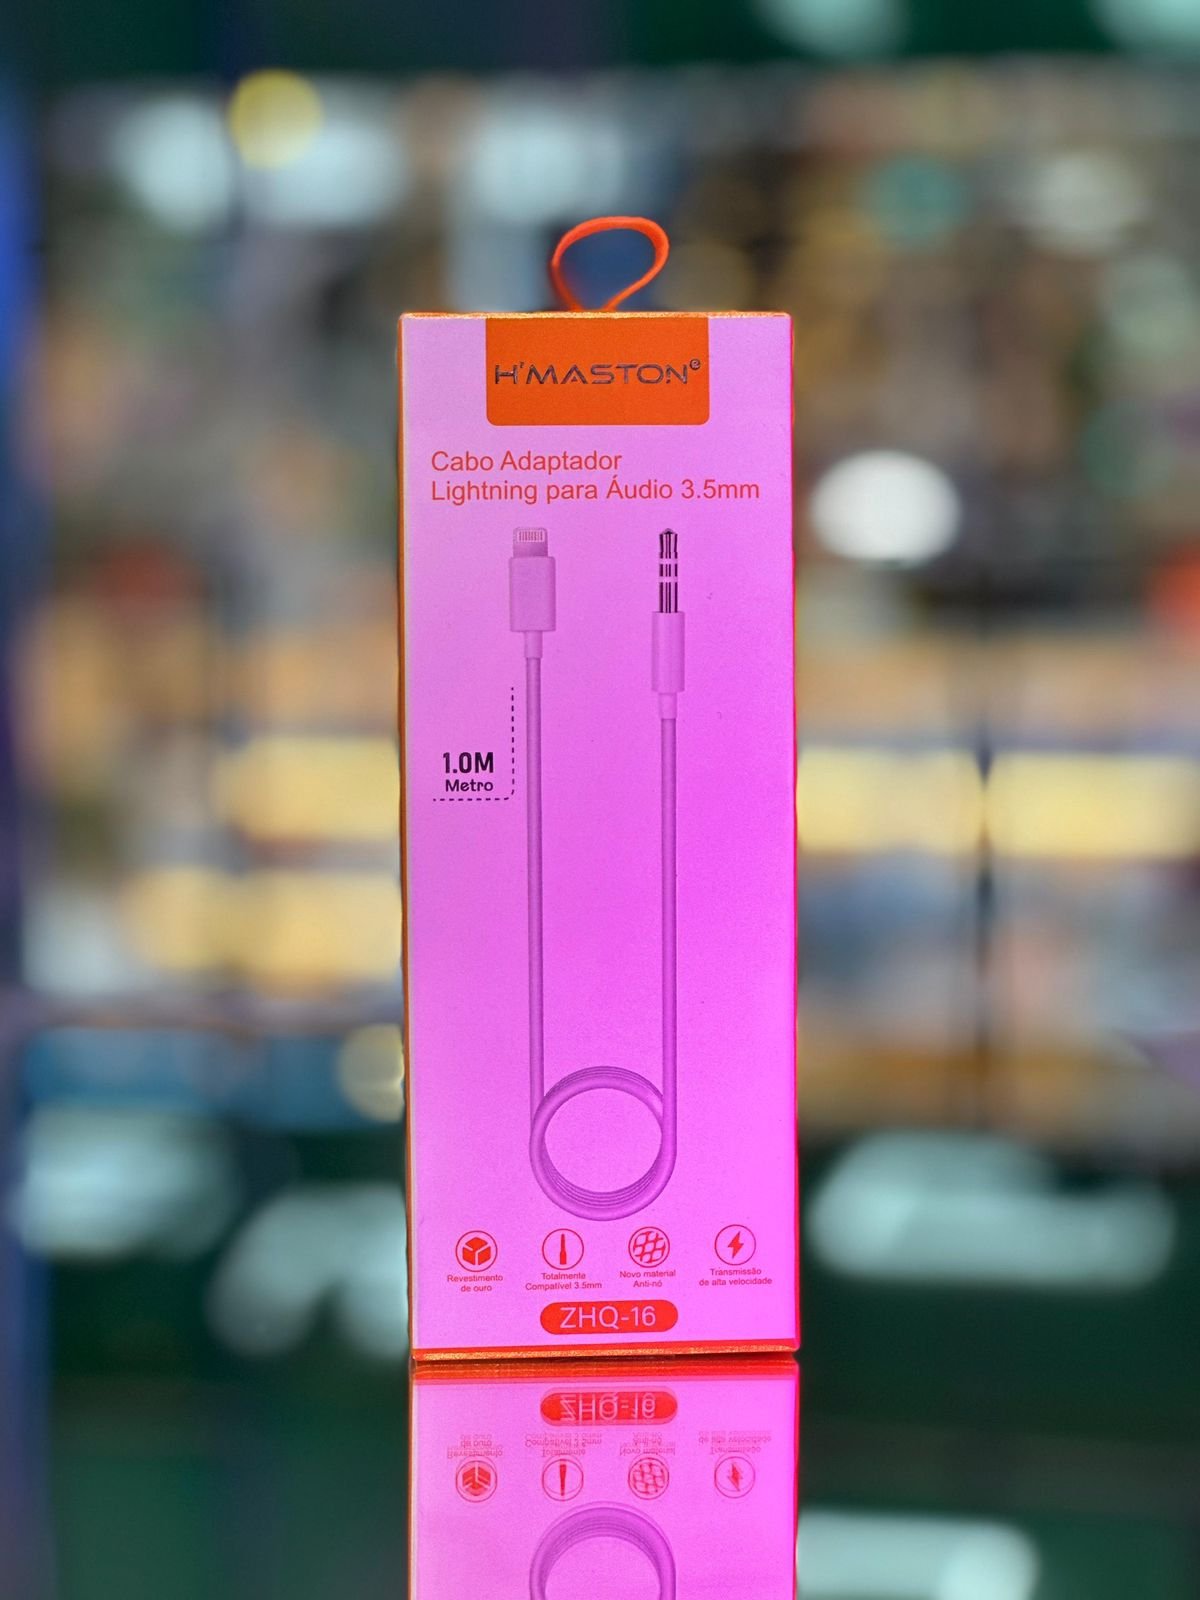 H'MASTON®
Cabo Adaptador
Lightning para Áudio 3.5mm
1.0M
Metro
Revestimento
de ouro
Totalmente
Compatível 3.5mm
Novo material
Anti-nó
Transmissão
de alta velocidade
ZHQ-16